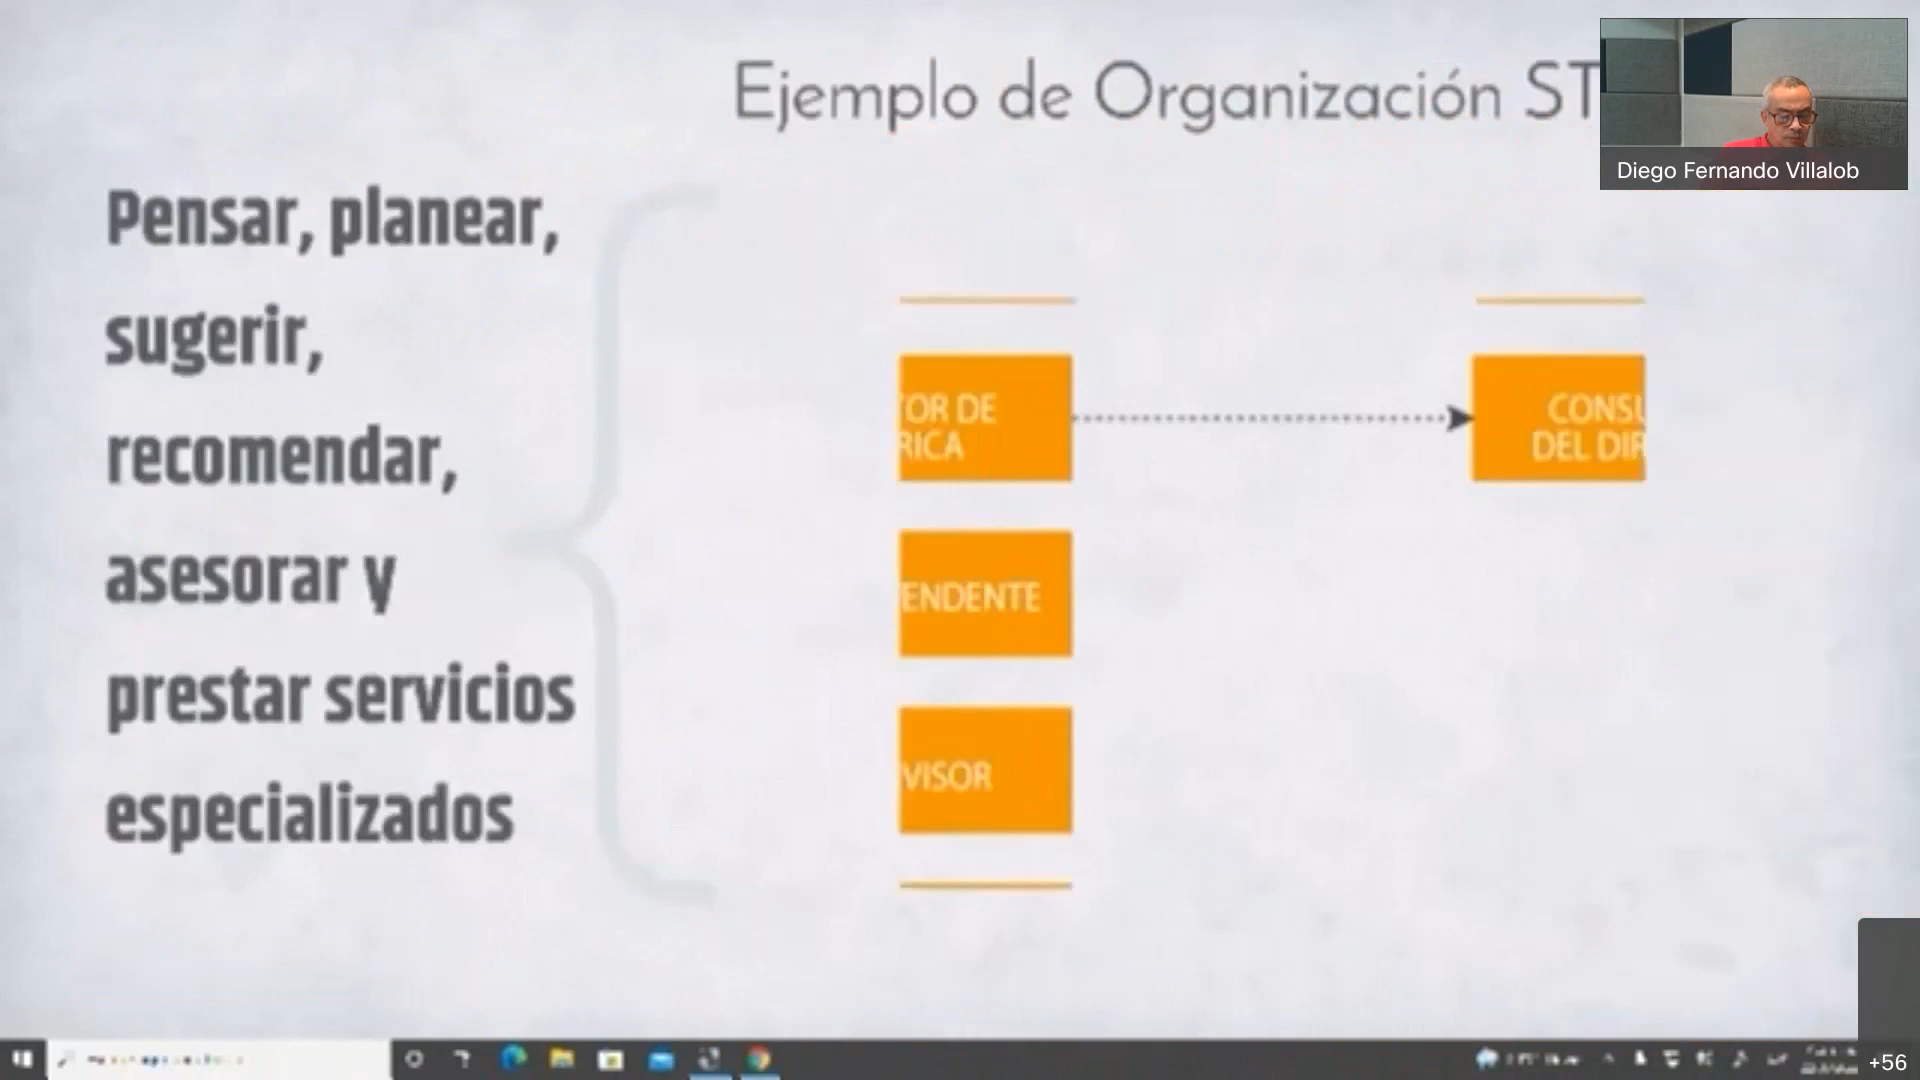 Ejemplo de Organización ST
Diego Fernando Villalob
Pensar, planear,
sugerir,
recomendar,
asesorar y
prestar servicios
especializados
TOR DE
RICA
CONSU
DEL DIR
ENDENTE
VISOR
+56